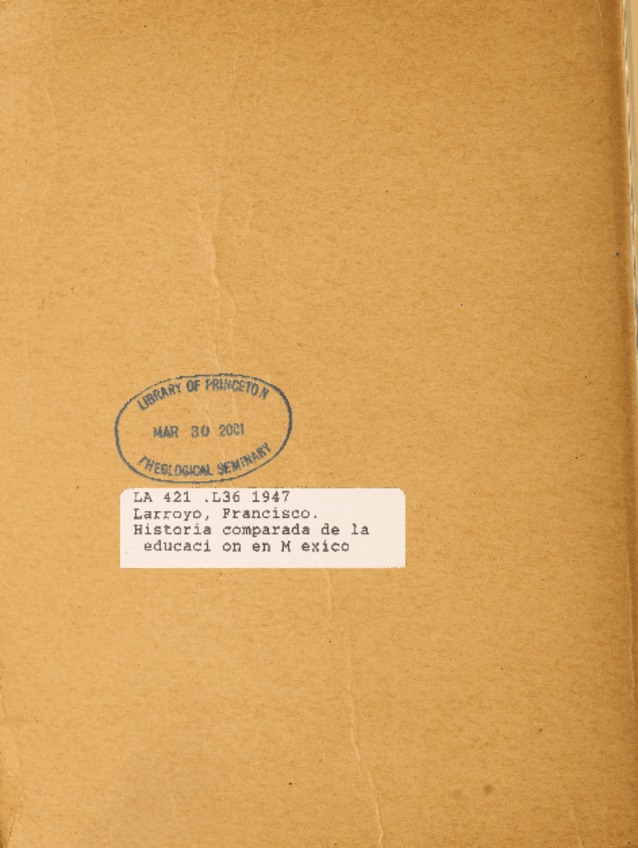 LIBRARY OF PRINCETON
MAR 30 2001
THEOLOGICAL SEMINARY
LA 421 .L36 1947
Larroyo, Francisco.
Historia comparada de la
educaci on en M exico